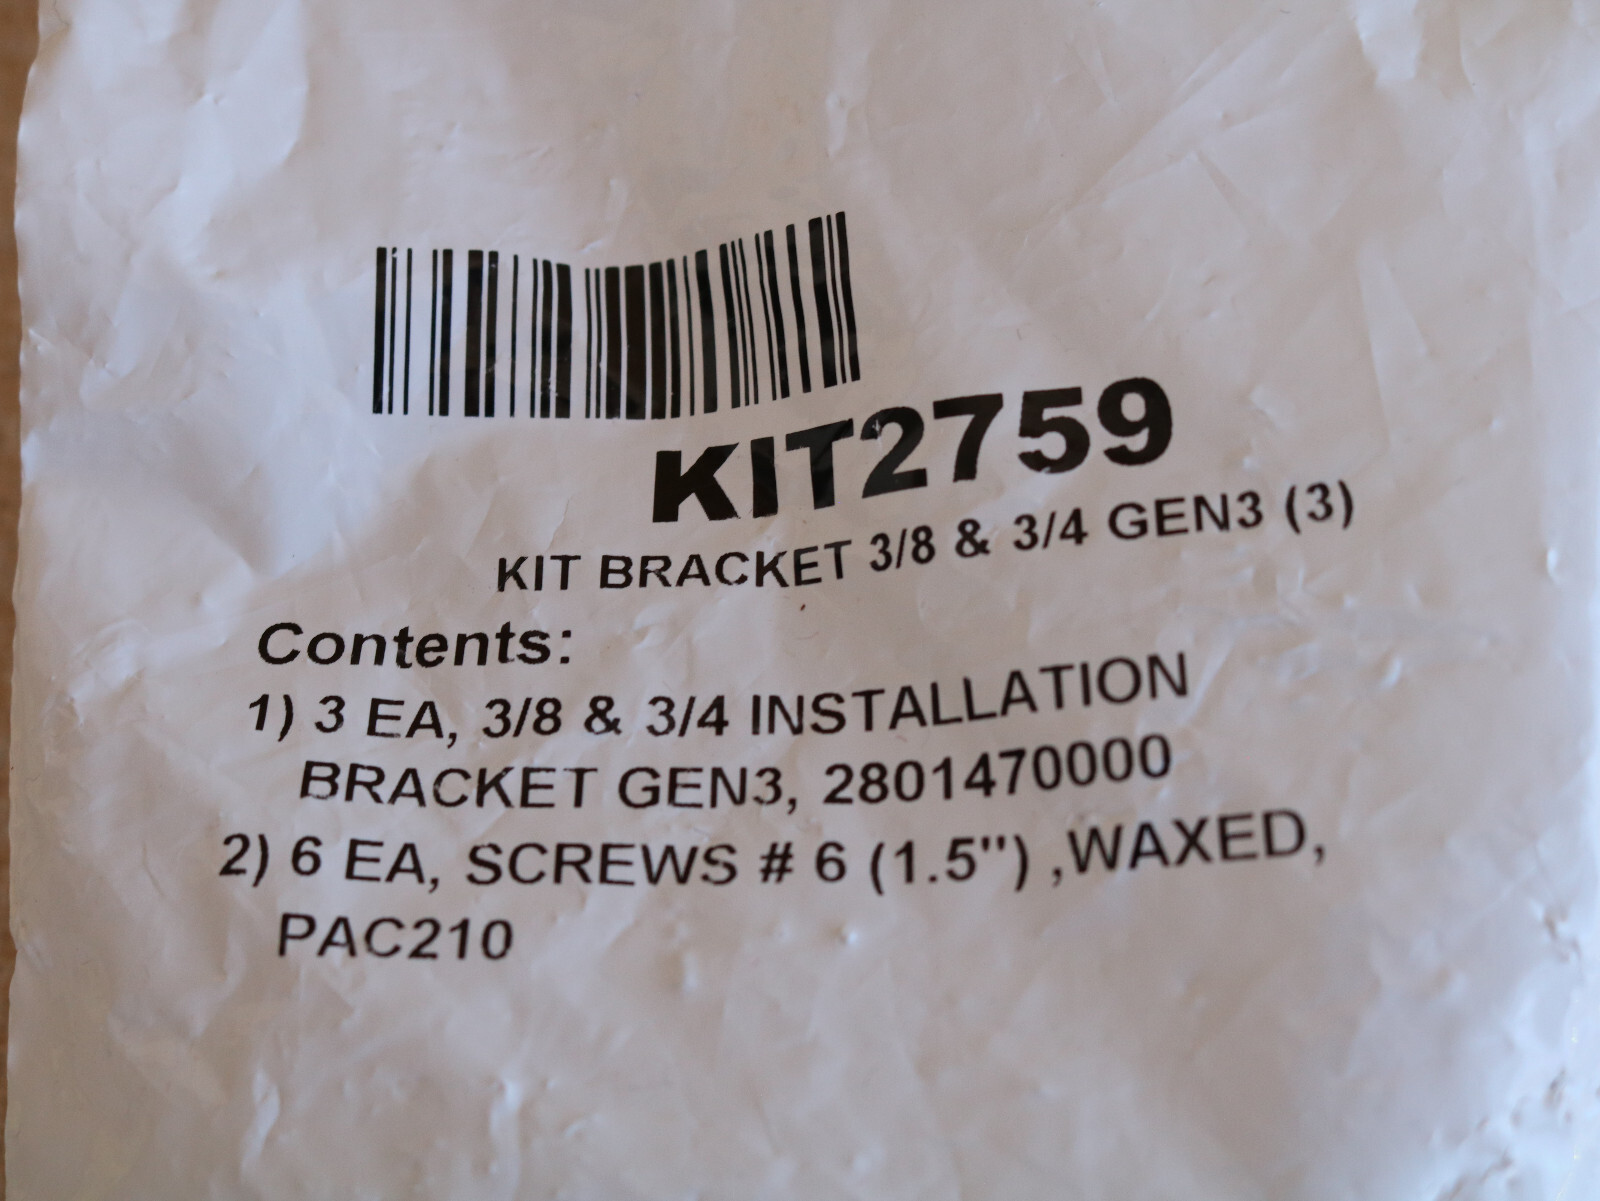 KIT2759
KIT BRACKET 3/8 & 3/4 GEN3 (3)
Contents:
1) 3 EA, 3/8 & 3/4 INSTALLATION
BRACKET GEN3, 2801470000
2) 6 EA, SCREWS # 6 (1.5") ,WAXED,
PAC210